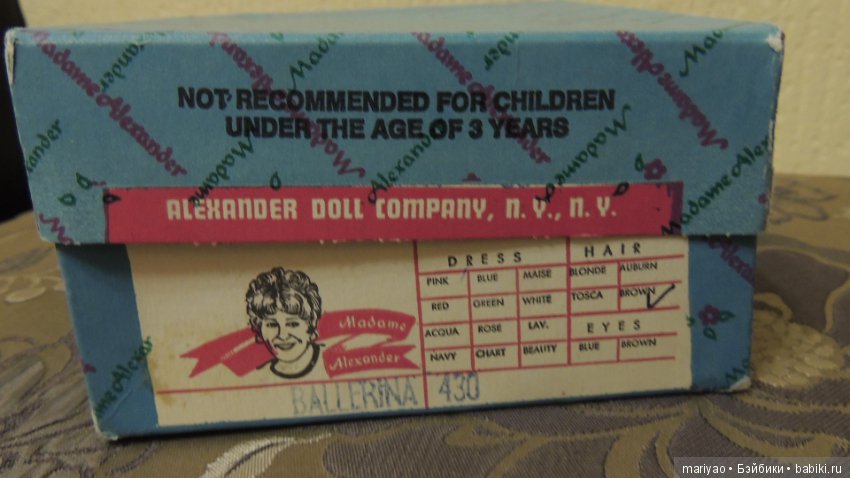 NOT RECOMMENDED FOR CHILDREN
UNDER THE AGE OF 3 YEARS
Madame Alexander
ALEXANDER DOLL COMPANY, N. Y., N. Y.
DRESS HAIR
PINK BLUE MAISE BLONDE AUBURN
RED GREEN WHITE TOSCA BROWN
ACQUA ROSE LAV. EYES
NAVY CHART BEAUTY BLUE BROWN
Madame
Alexander
BALLERINA 430
mariyao • Бэйбики • babiki.ru